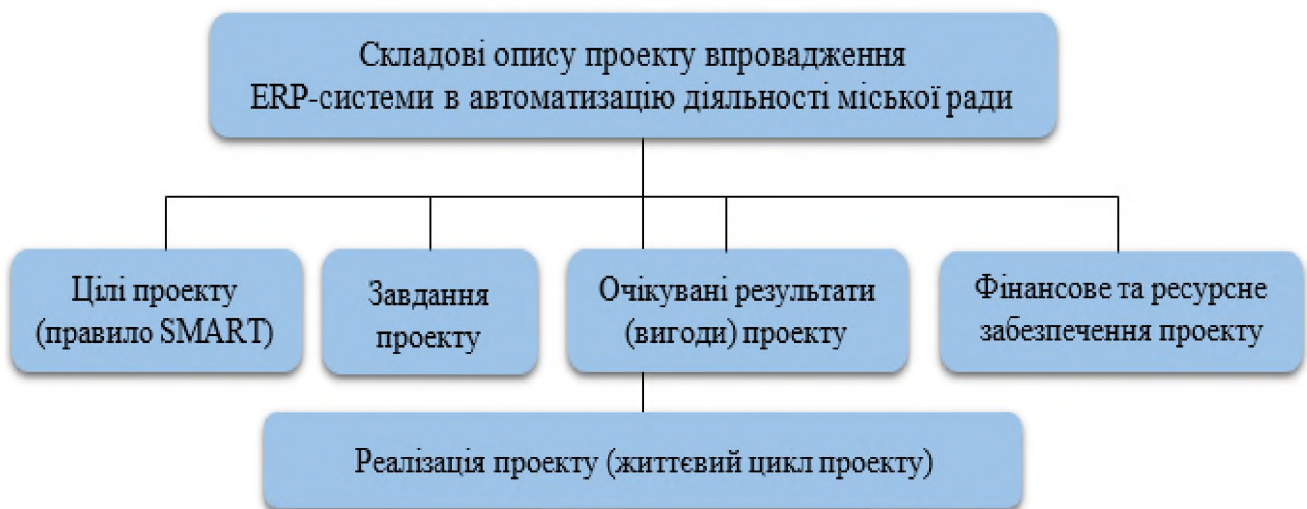 Складові опису проекту впровадження
ERP-системи в автоматизацію діяльності міської ради
Цілі проекту
(правило SMART)
Завдання
проекту
Очікувані результати
(вигоди) проекту
Фінансове та ресурсне
забезпечення проекту
Реалізація проекту (життєвий цикл проекту)